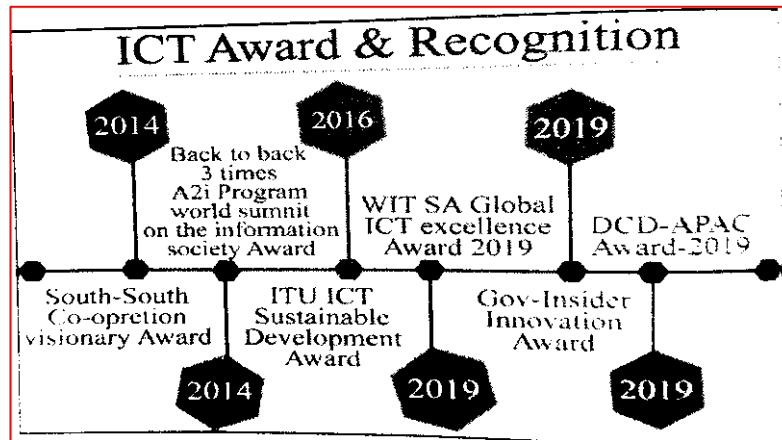 ICT Award & Recognition
2014
2016
2019
Back to back
3 times
A2i Program
world summit
on the information
society Award
WIT SA Global
ICT excellence
Award 2019
DCD-APAC
Award-2019
South-South
Co-opretion
visionary Award
ITU ICT
Sustainable
Development
Award
Gov-Insider
Innovation
Award
2014
2019
2019